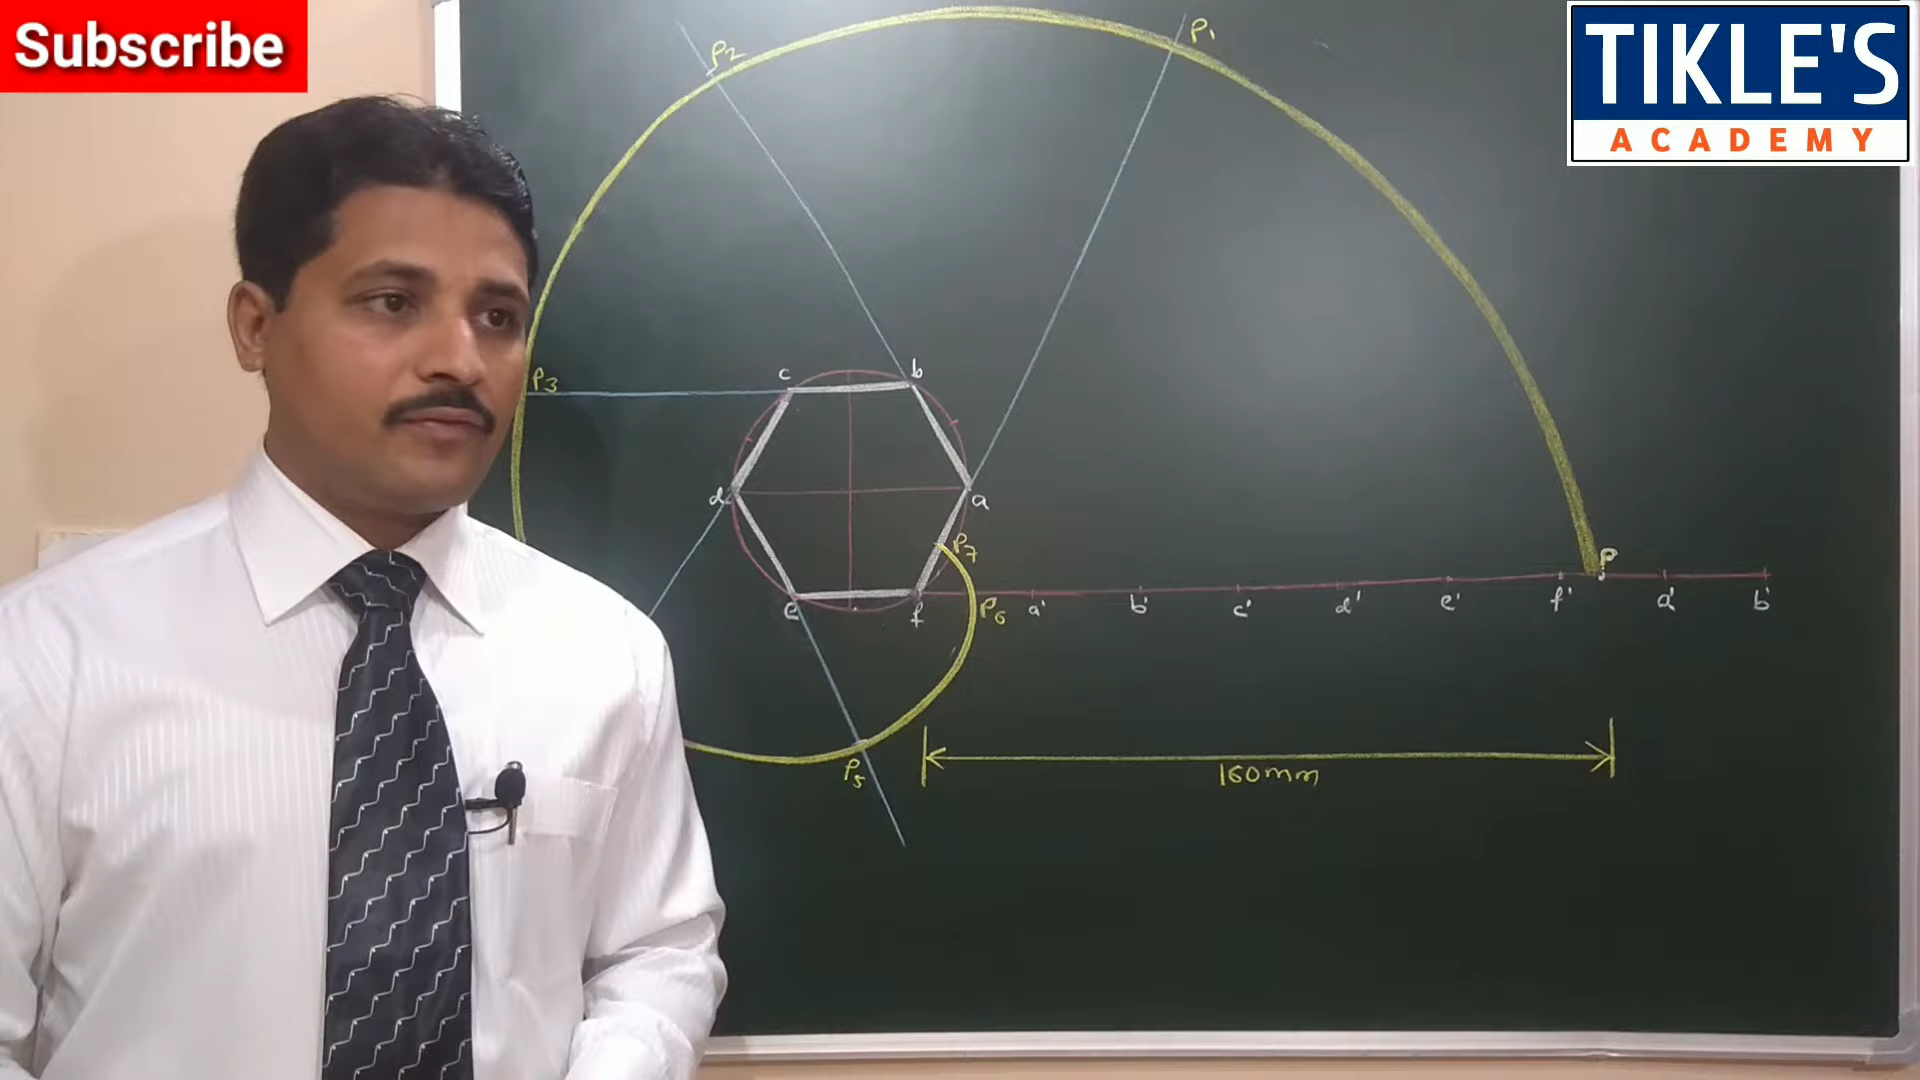 Subscribe
TIKLE'S
ACADEMY
P2
P1
P3
c
b
d
a
P7
P
e
f
P6
a'
b'
c'
d'
e'
f'
a'
b'
P5
160mm